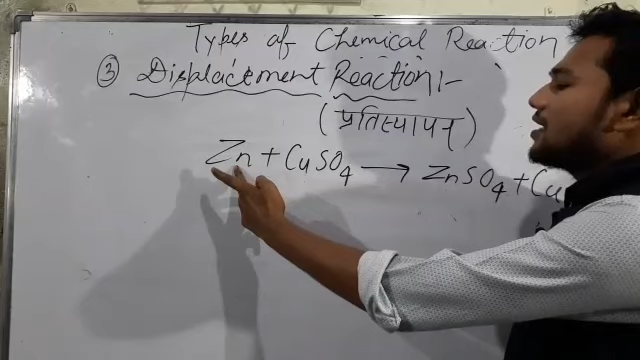 Types of Chemical Reaction
③ Displacement Reaction :-
(प्रतिस्थापन)
Zn + CuSO4 → ZnSO4 + Cu